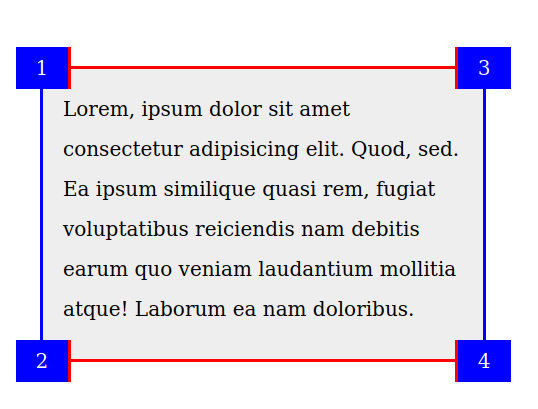 1 3
Lorem, ipsum dolor sit amet
consectetur adipisicing elit. Quod, sed.
Ea ipsum similique quasi rem, fugiat
voluptatibus reiciendis nam debitis
earum quo veniam laudantium mollitia
atque! Laborum ea nam doloribus.
2 4